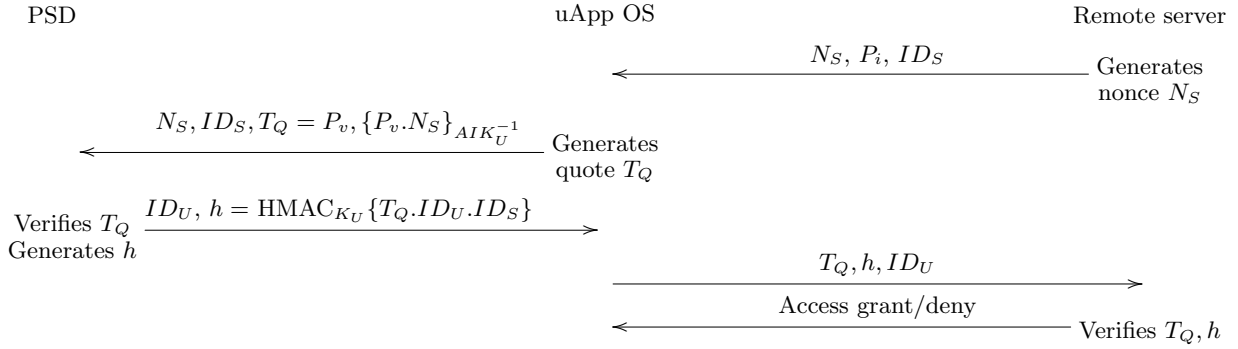 PSD uApp OS Remote server
N_S, P_i, ID_S
Generates
nonce N_S
N_S, ID_S, T_Q = P_v, {P_v.N_S}_{AIK_U^{-1}}
Generates
quote T_Q
Verifies T_Q
Generates h
ID_U, h = HMAC_{K_U}{T_Q.ID_U.ID_S}
T_Q, h, ID_U
Access grant/deny
Verifies T_Q, h